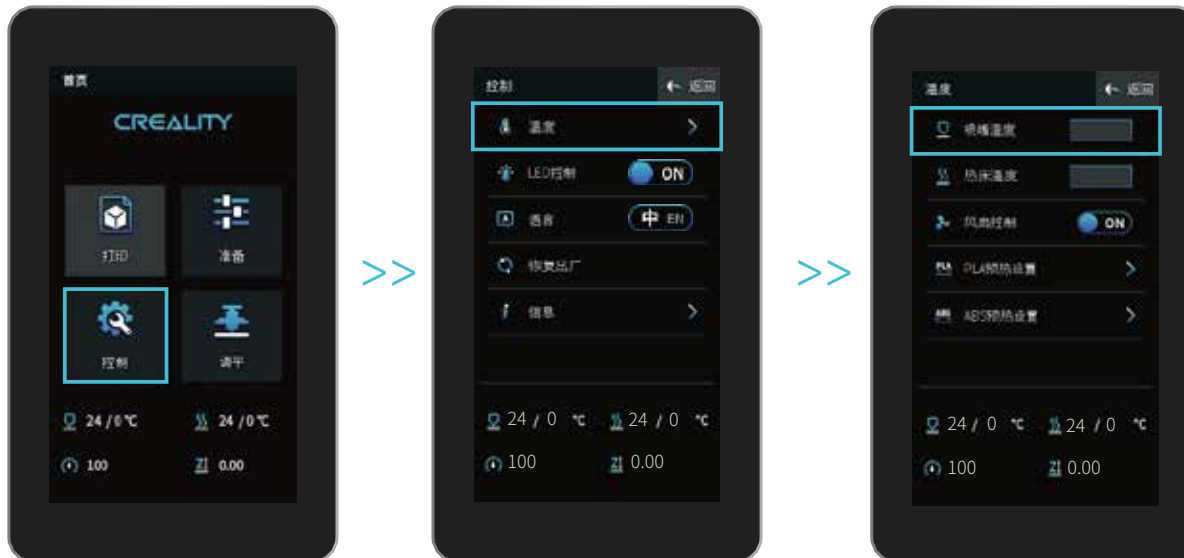 首页
CREALITY
打印
准备
控制
调平
24 / 0 ℃
24 / 0 ℃
100
0.00
>>
控制
返回
温度
LED控制
ON
语言
中 EN
恢复出厂
信息
24 / 0 ℃
24 / 0 ℃
100
0.00
>>
温度
返回
喷嘴温度
热床温度
风扇控制
ON
PLA
PLA预热设置
ABS
ABS预热设置
24 / 0 ℃
24 / 0 ℃
100
0.00